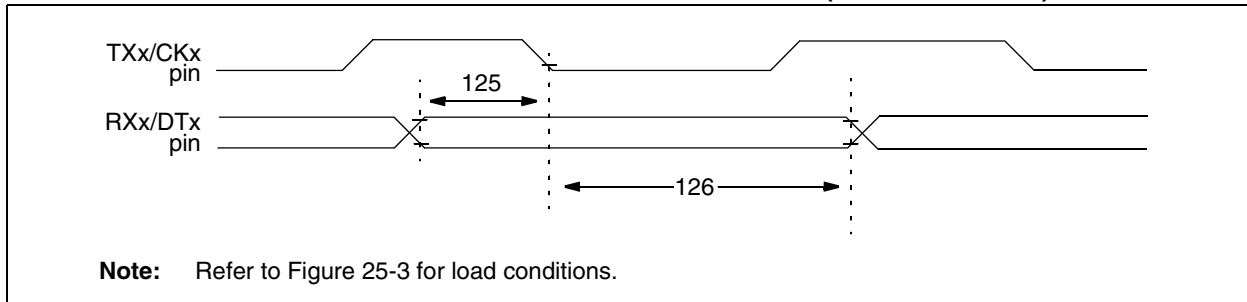 TXx/CKx
pin
125
RXx/DTx
pin
126
Note: Refer to Figure 25-3 for load conditions.